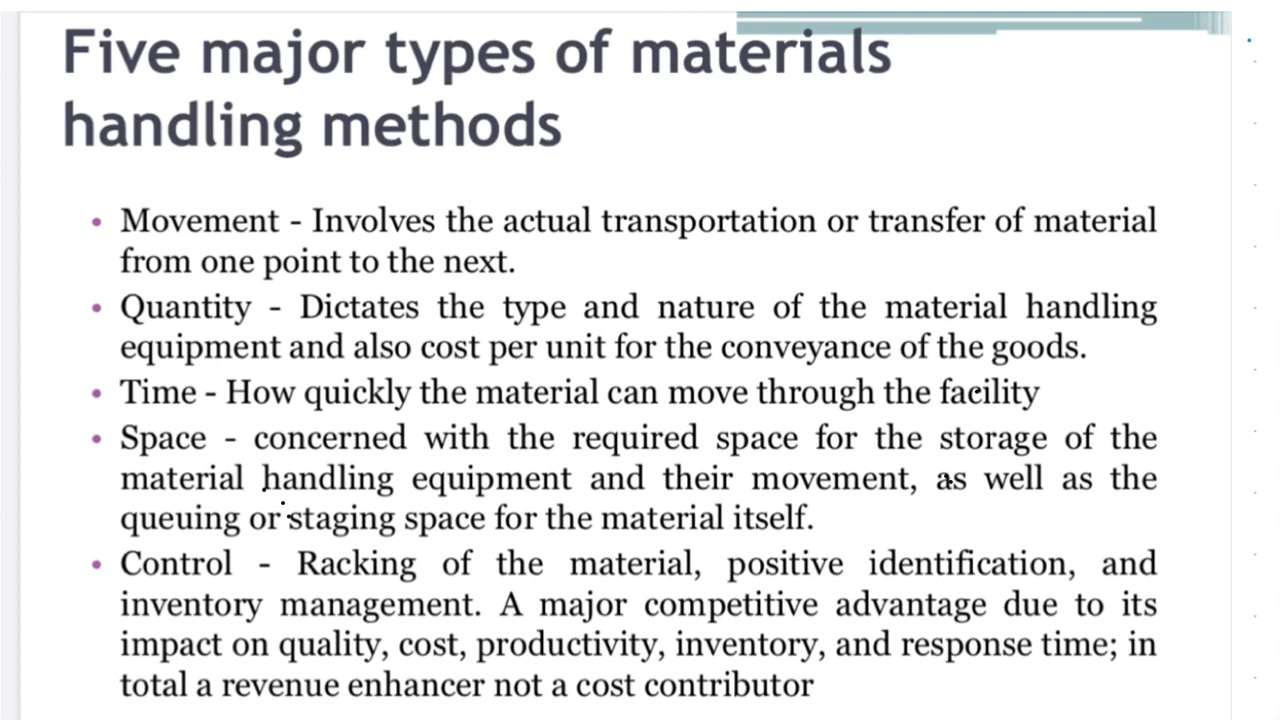 Five major types of materials
handling methods
• Movement - Involves the actual transportation or transfer of material
from one point to the next.
• Quantity - Dictates the type and nature of the material handling
equipment and also cost per unit for the conveyance of the goods.
• Time - How quickly the material can move through the facility
• Space - concerned with the required space for the storage of the
material handling equipment and their movement, as well as the
queuing or staging space for the material itself.
• Control - Racking of the material, positive identification, and
inventory management. A major competitive advantage due to its
impact on quality, cost, productivity, inventory, and response time; in
total a revenue enhancer not a cost contributor